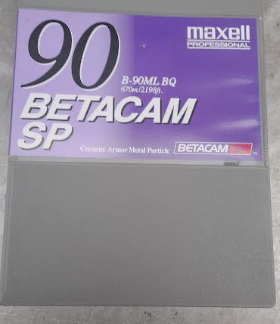 90
maxell
PROFESSIONAL
B-90ML BQ
670m/2198ft.
BETACAM
SP
Ceramic Armor Metal Particle
BETACAM SP